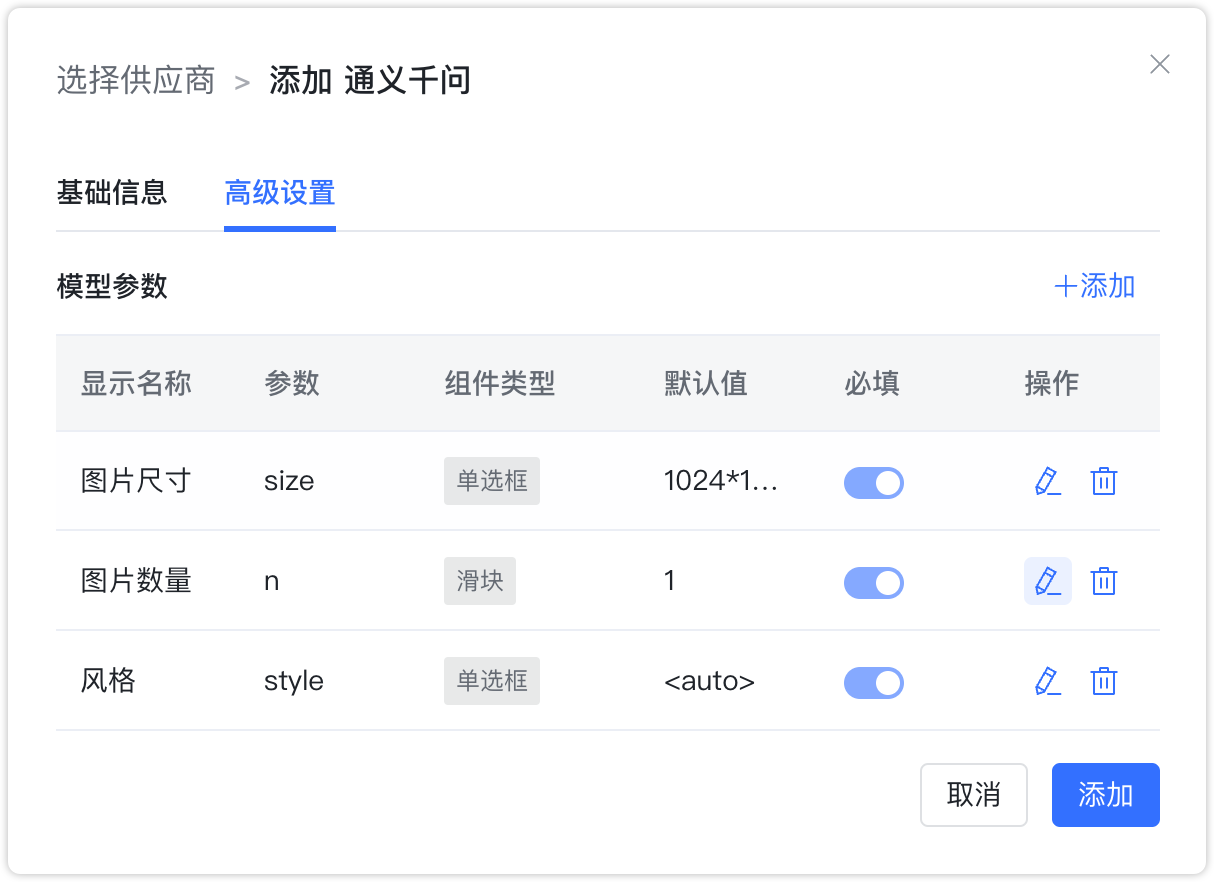 选择供应商 > 添加 通义千问
基础信息 高级设置
模型参数 +添加
显示名称 参数 组件类型 默认值 必填 操作
图片尺寸 size 单选框 1024*1...
图片数量 n 滑块 1
风格 style 单选框 <auto>
取消 添加